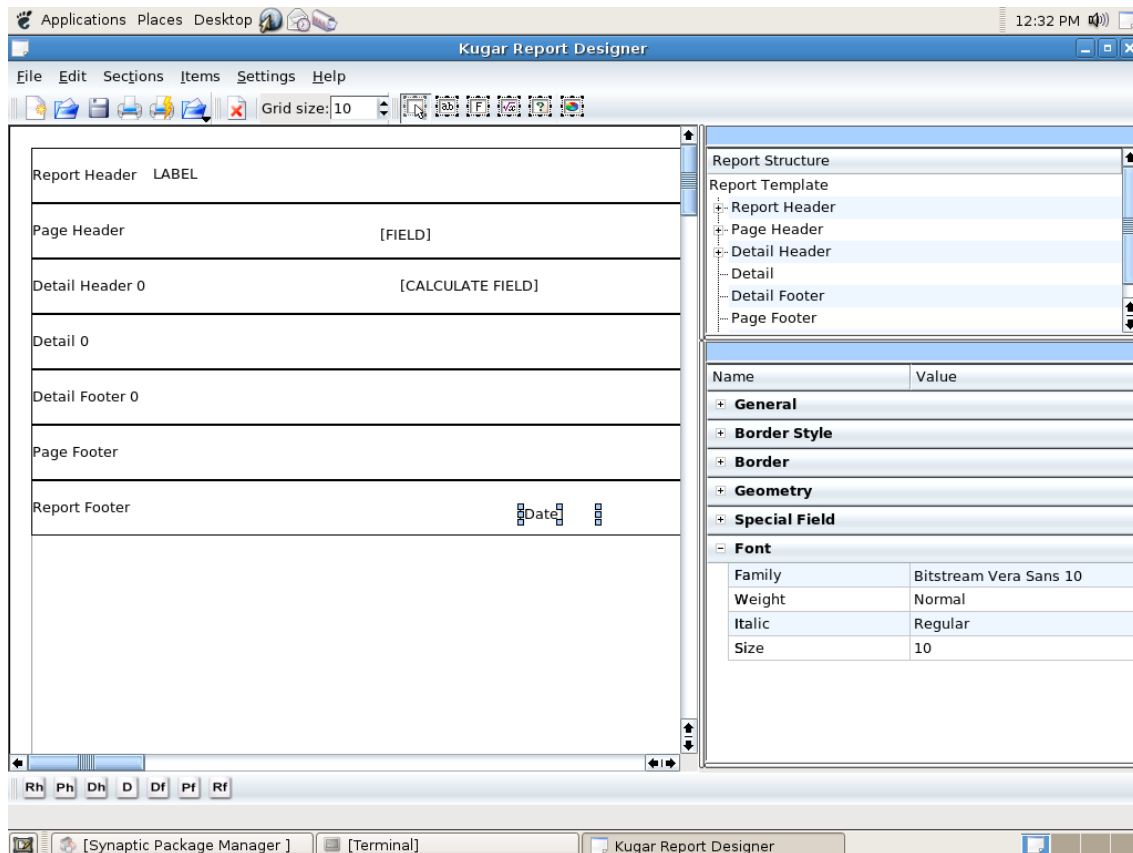 Applications Places Desktop 12:32 PM
Kugar Report Designer
File Edit Sections Items Settings Help
Grid size: 10 ab F √α ?
Report Header LABEL
Page Header [FIELD]
Detail Header 0 [CALCULATE FIELD]
Detail 0
Detail Footer 0
Page Footer
Report Footer Date
Report Structure
Report Template
Report Header
Page Header
Detail Header
Detail
Detail Footer
Page Footer
Name Value
General
Border Style
Border
Geometry
Special Field
Font
Family Bitstream Vera Sans 10
Weight Normal
Italic Regular
Size 10
Rh Ph Dh D Df Pf Rf
[Synaptic Package Manager ] [Terminal] Kugar Report Designer